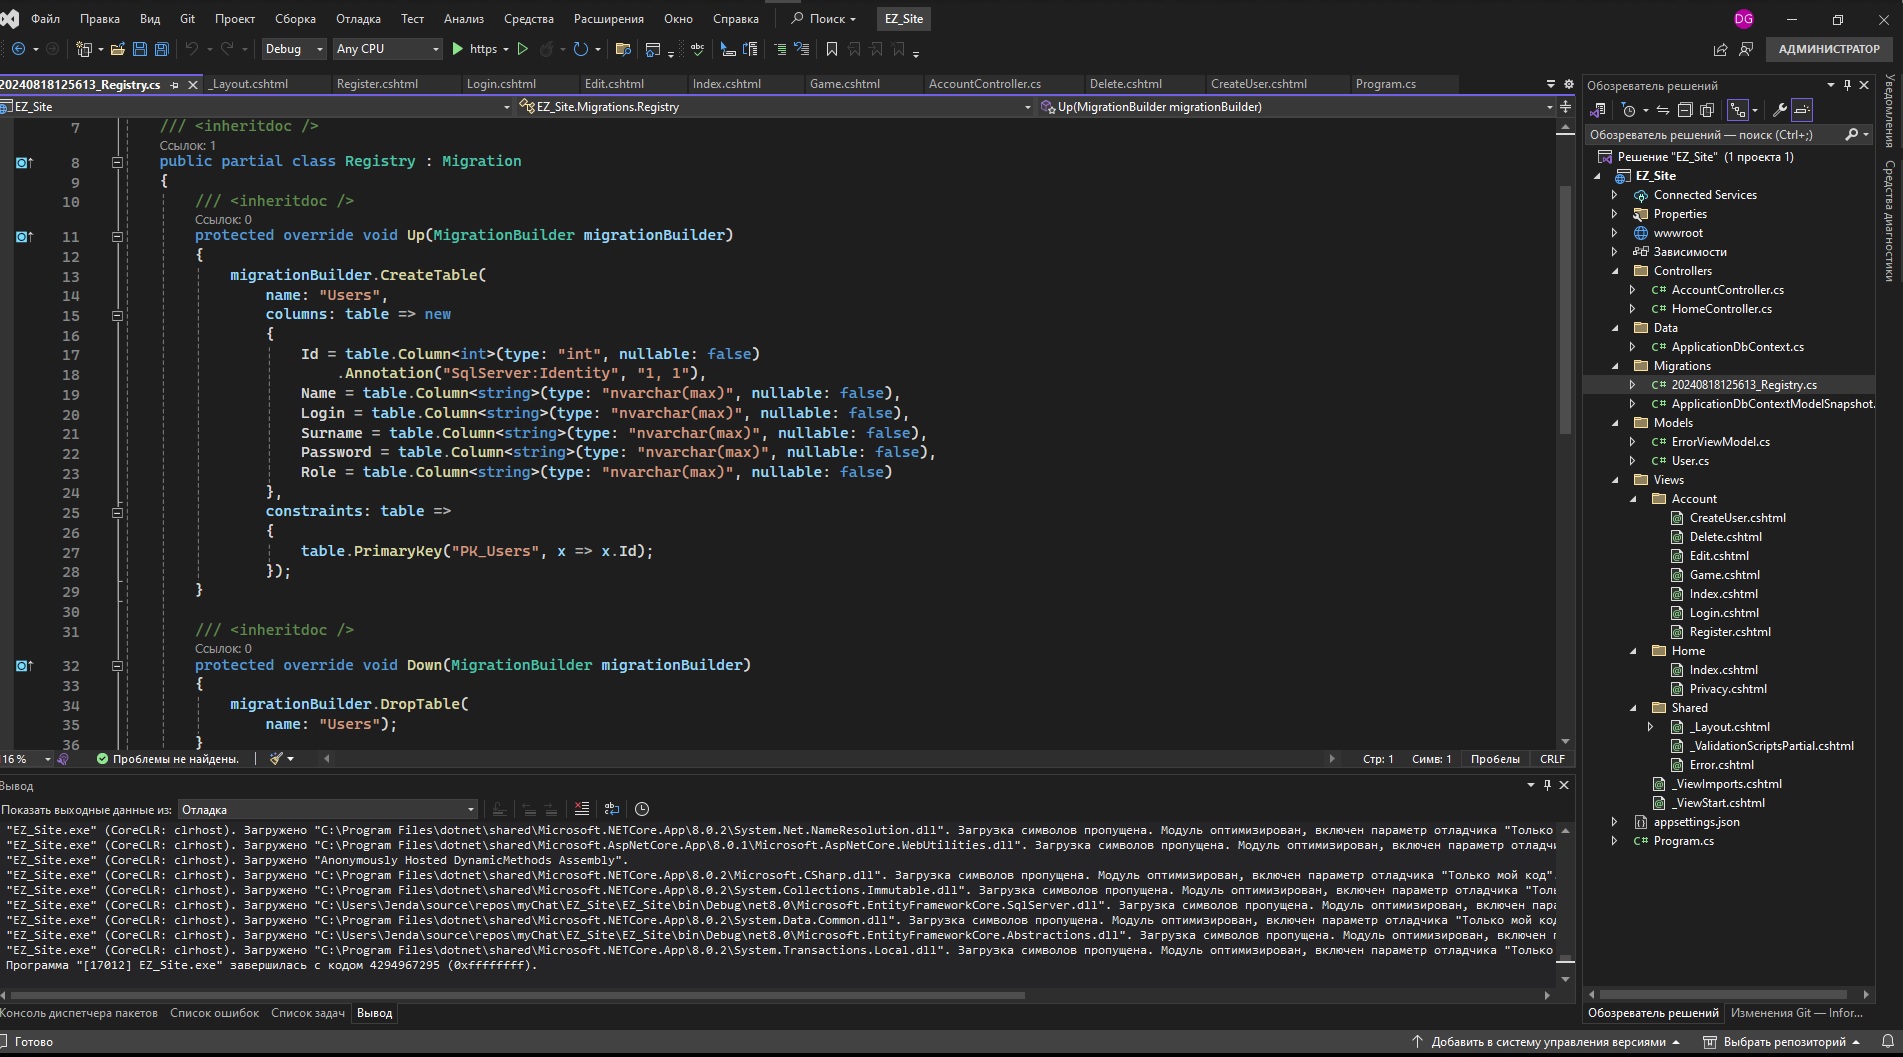 Файл Правка Вид Git Проект Сборка Отладка Тест Анализ Средства Расширения Окно Справка Поиск EZ_Site DG
Debug Any CPU https АДМИНИСТРАТОР
20240818125613_Registry.cs _Layout.cshtml Register.cshtml Login.cshtml Edit.cshtml Index.cshtml Game.cshtml AccountController.cs Delete.cshtml CreateUser.cshtml Program.cs
EZ_Site EZ_Site.Migrations.Registry Up(MigrationBuilder migrationBuilder)
7 /// <inheritdoc />
Ссылок: 1
8 public partial class Registry : Migration
9 {
10 /// <inheritdoc />
Ссылок: 0
11 protected override void Up(MigrationBuilder migrationBuilder)
12 {
13 migrationBuilder.CreateTable(
14 name: "Users",
15 columns: table => new
16 {
17 Id = table.Column<int>(type: "int", nullable: false)
18 .Annotation("SqlServer:Identity", "1, 1"),
19 Name = table.Column<string>(type: "nvarchar(max)", nullable: false),
20 Login = table.Column<string>(type: "nvarchar(max)", nullable: false),
21 Surname = table.Column<string>(type: "nvarchar(max)", nullable: false),
22 Password = table.Column<string>(type: "nvarchar(max)", nullable: false),
23 Role = table.Column<string>(type: "nvarchar(max)", nullable: false)
24 },
25 constraints: table =>
26 {
27 table.PrimaryKey("PK_Users", x => x.Id);
28 });
29 }
30
31 /// <inheritdoc />
Ссылок: 0
32 protected override void Down(MigrationBuilder migrationBuilder)
33 {
34 migrationBuilder.DropTable(
35 name: "Users");
36 }
16 % Проблемы не найдены. Стр: 1 Симв: 1 Пробелы CRLF
Вывод
Показать выходные данные из: Отладка
"EZ_Site.exe" (CoreCLR: clrhost). Загружено "C:\Program Files\dotnet\shared\Microsoft.NETCore.App\8.0.2\System.Net.NameResolution.dll". Загрузка символов пропущена. Модуль оптимизирован, включен параметр отладчика "Только
"EZ_Site.exe" (CoreCLR: clrhost). Загружено "C:\Program Files\dotnet\shared\Microsoft.AspNetCore.App\8.0.1\Microsoft.AspNetCore.WebUtilities.dll". Загрузка символов пропущена. Модуль оптимизирован, включен параметр отладчи
"EZ_Site.exe" (CoreCLR: clrhost). Загружено "Anonymously Hosted DynamicMethods Assembly".
"EZ_Site.exe" (CoreCLR: clrhost). Загружено "C:\Program Files\dotnet\shared\Microsoft.NETCore.App\8.0.2\Microsoft.CSharp.dll". Загрузка символов пропущена. Модуль оптимизирован, включен параметр отладчика "Только мой код".
"EZ_Site.exe" (CoreCLR: clrhost). Загружено "C:\Program Files\dotnet\shared\Microsoft.NETCore.App\8.0.2\System.Collections.Immutable.dll". Загрузка символов пропущена. Модуль оптимизирован, включен параметр отладчика "Толь
"EZ_Site.exe" (CoreCLR: clrhost). Загружено "C:\Users\Jenda\source\repos\myChat\EZ_Site\EZ_Site\bin\Debug\net8.0\Microsoft.EntityFrameworkCore.SqlServer.dll". Загрузка символов пропущена. Модуль оптимизирован, включен пара
"EZ_Site.exe" (CoreCLR: clrhost). Загружено "C:\Program Files\dotnet\shared\Microsoft.NETCore.App\8.0.2\System.Data.Common.dll". Загрузка символов пропущена. Модуль оптимизирован, включен параметр отладчика "Только мой код
"EZ_Site.exe" (CoreCLR: clrhost). Загружено "C:\Users\Jenda\source\repos\myChat\EZ_Site\EZ_Site\bin\Debug\net8.0\Microsoft.EntityFrameworkCore.Abstractions.dll". Загрузка символов пропущена. Модуль оптимизирован, включен п
"EZ_Site.exe" (CoreCLR: clrhost). Загружено "C:\Program Files\dotnet\shared\Microsoft.NETCore.App\8.0.2\System.Transactions.Local.dll". Загрузка символов пропущена. Модуль оптимизирован, включен параметр отладчика "Только
Программа "[17012] EZ_Site.exe" завершилась с кодом 4294967295 (0xffffffff).
Консоль диспетчера пакетов Список ошибок Список задач Вывод
Готово
Обозреватель решений
Обозреватель решений — поиск (Ctrl+;)
Решение "EZ_Site" (1 проекта 1)
EZ_Site
Connected Services
Properties
wwwroot
Зависимости
Controllers
C# AccountController.cs
C# HomeController.cs
Data
C# ApplicationDbContext.cs
Migrations
C# 20240818125613_Registry.cs
C# ApplicationDbContextModelSnapshot.
Models
C# ErrorViewModel.cs
C# User.cs
Views
Account
CreateUser.cshtml
Delete.cshtml
Edit.cshtml
Game.cshtml
Index.cshtml
Login.cshtml
Register.cshtml
Home
Index.cshtml
Privacy.cshtml
Shared
_Layout.cshtml
_ValidationScriptsPartial.cshtml
Error.cshtml
_ViewImports.cshtml
_ViewStart.cshtml
appsettings.json
C# Program.cs
Обозреватель решений Изменения Git — Infor...
Добавить в систему управления версиями Выбрать репозиторий
Уведомления
Средства диагностики